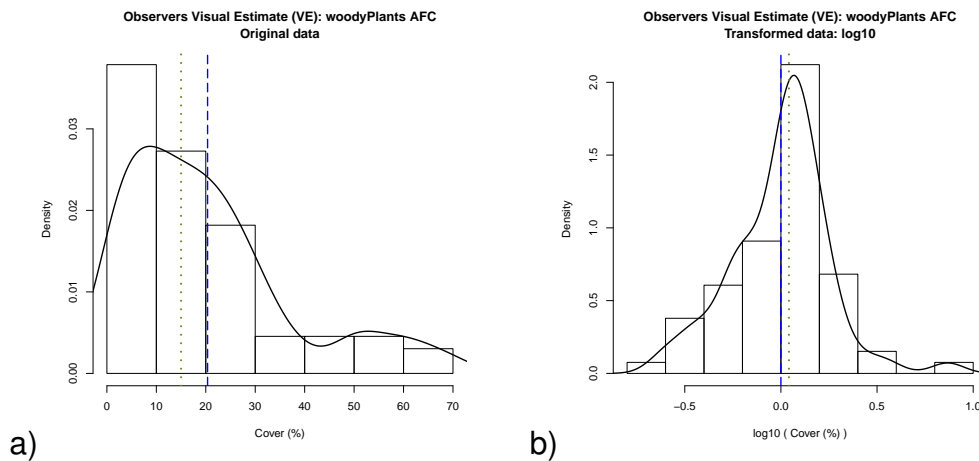 Observers Visual Estimate (VE): woodyPlants AFC
Original data
Density
0.00
0.01
0.02
0.03
0 10 20 30 40 50 60 70
Cover (%)
a)
Observers Visual Estimate (VE): woodyPlants AFC
Transformed data: log10
Density
0.0
0.5
1.0
1.5
2.0
−0.5 0.0 0.5 1.0
log10 ( Cover (%) )
b)